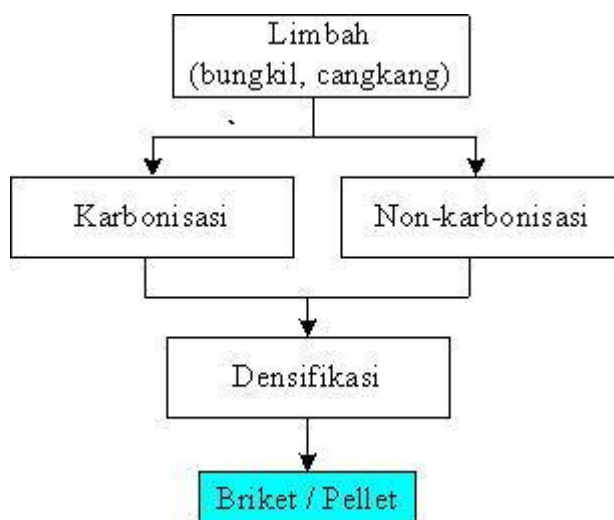 Limbah
(bungkil, cangkang)
Karbonisasi
Non-karbonisasi
Densifikasi
Briket / Pellet